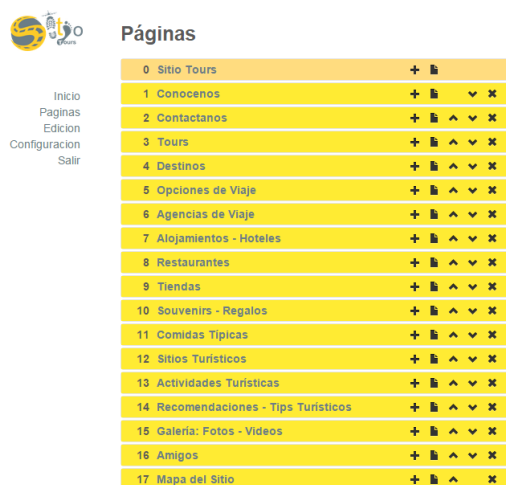 Sitio
Tours
Páginas
Inicio
Paginas
Edicion
Configuracion
Salir
0 Sitio Tours
1 Conocenos
2 Contactanos
3 Tours
4 Destinos
5 Opciones de Viaje
6 Agencias de Viaje
7 Alojamientos - Hoteles
8 Restaurantes
9 Tiendas
10 Souvenirs - Regalos
11 Comidas Típicas
12 Sitios Turísticos
13 Actividades Turísticas
14 Recomendaciones - Tips Turísticos
15 Galería: Fotos - Videos
16 Amigos
17 Mapa del Sitio